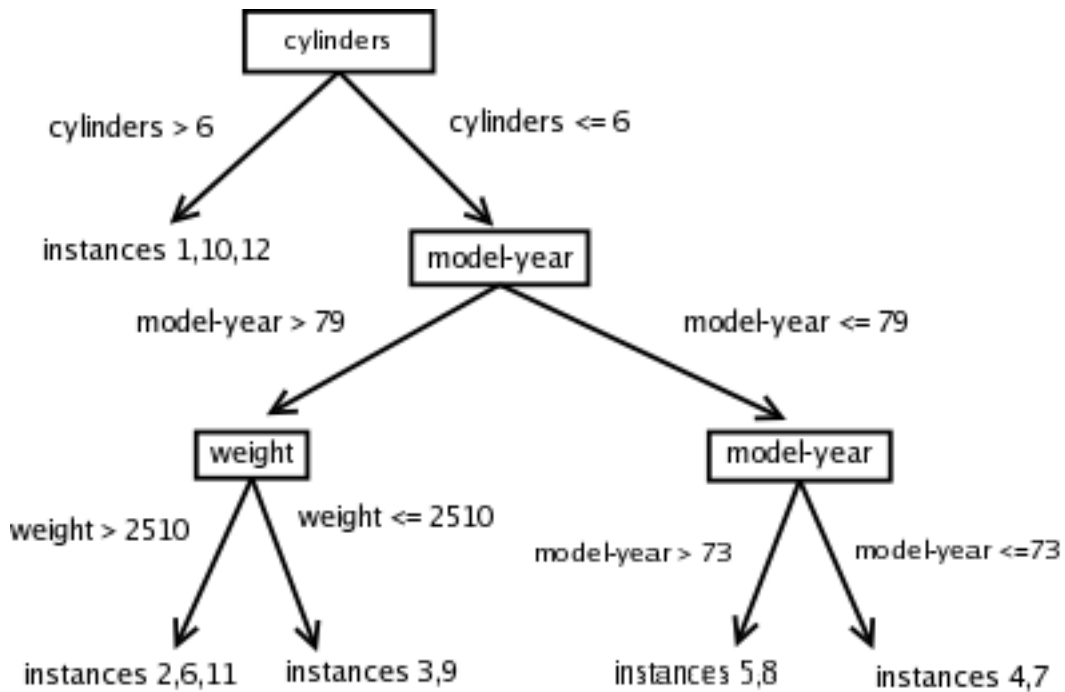 cylinders
cylinders > 6
cylinders <= 6
instances 1,10,12
model-year
model-year > 79
model-year <= 79
weight
model-year
weight > 2510
weight <= 2510
model-year > 73
model-year <=73
instances 2,6,11
instances 3,9
instances 5,8
instances 4,7